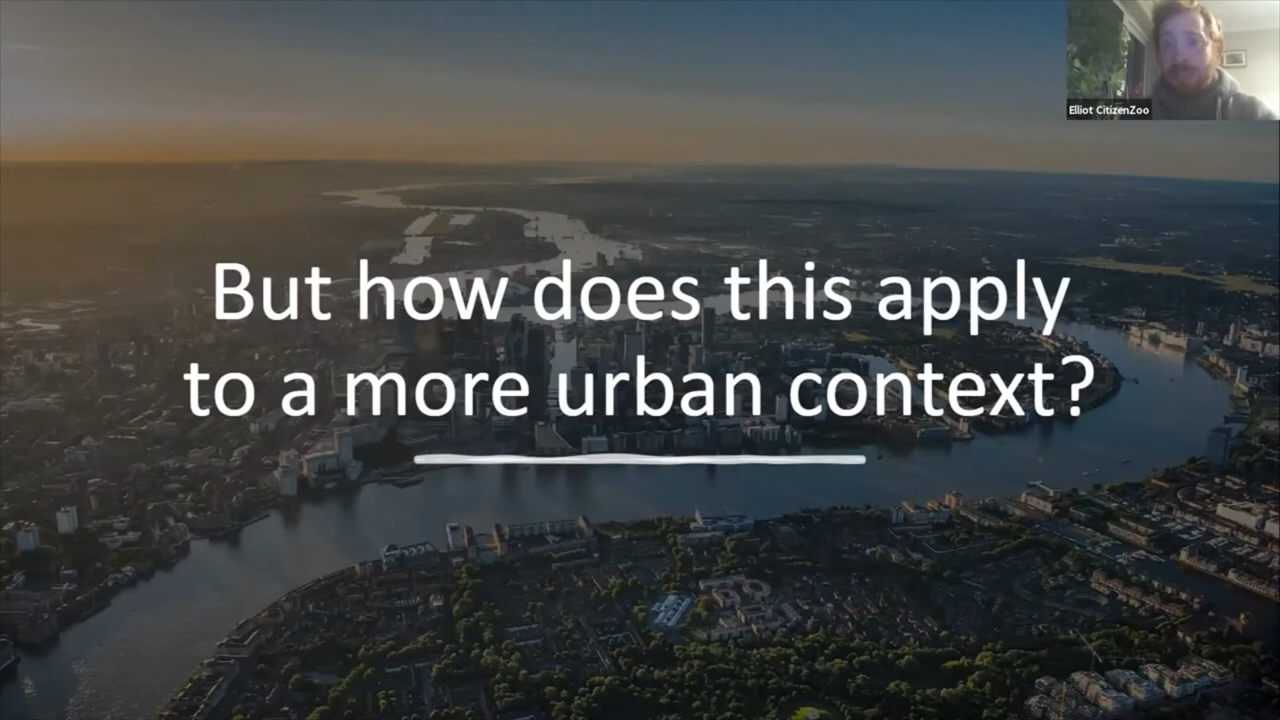 Elliot CitizenZoo
But how does this apply
to a more urban context?